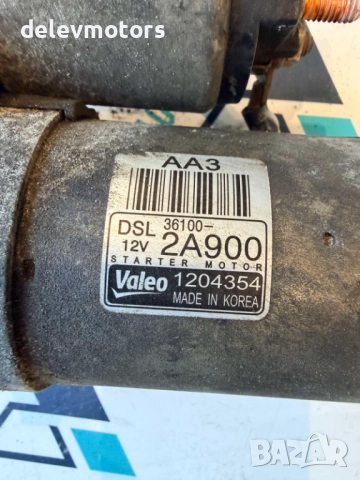 delevmotors/
AA3
DSL 36100-
12V 2A900
STARTER MOTOR
Valeo 1204354
MADE IN KOREA
BAZAR